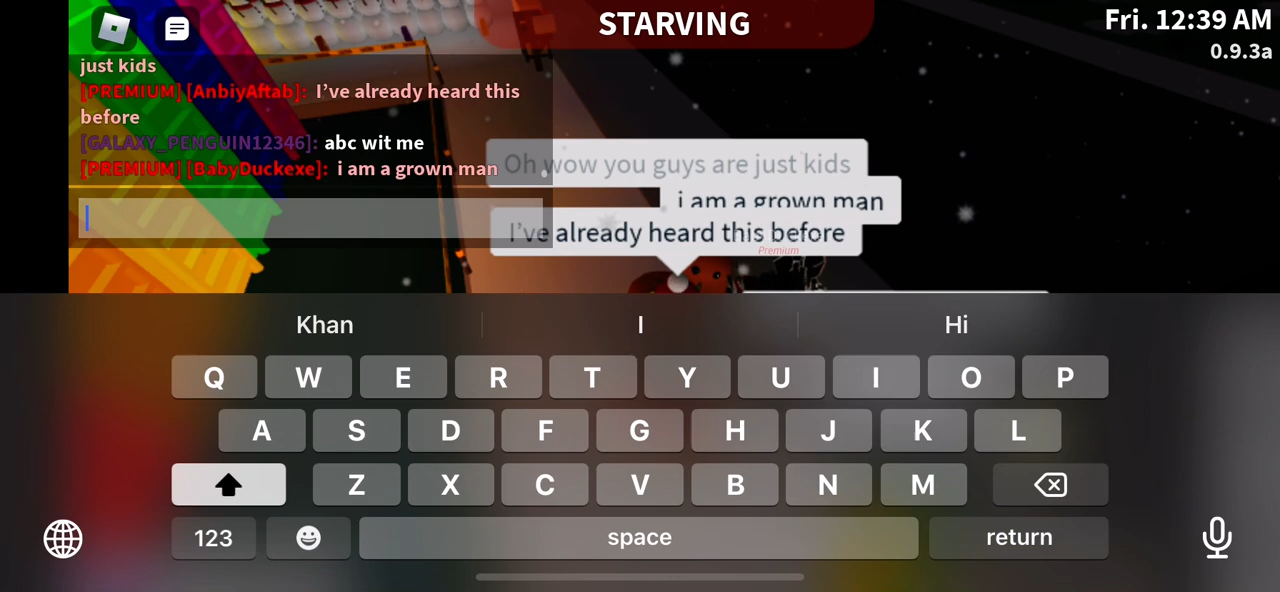 STARVING
Fri. 12:39 AM
0.9.3a
just kids
[PREMIUM] [AnbiyAftab]: I’ve already heard this
before
[GALAXY_PENGUIN12346]: abc wit me
[PREMIUM] [BabyDuckexe]: i am a grown man
Oh wow you guys are just kids
i am a grown man
I’ve already heard this before
Premium
Khan I Hi
Q W E R T Y U I O P
A S D F G H J K L
Z X C V B N M
123 space return